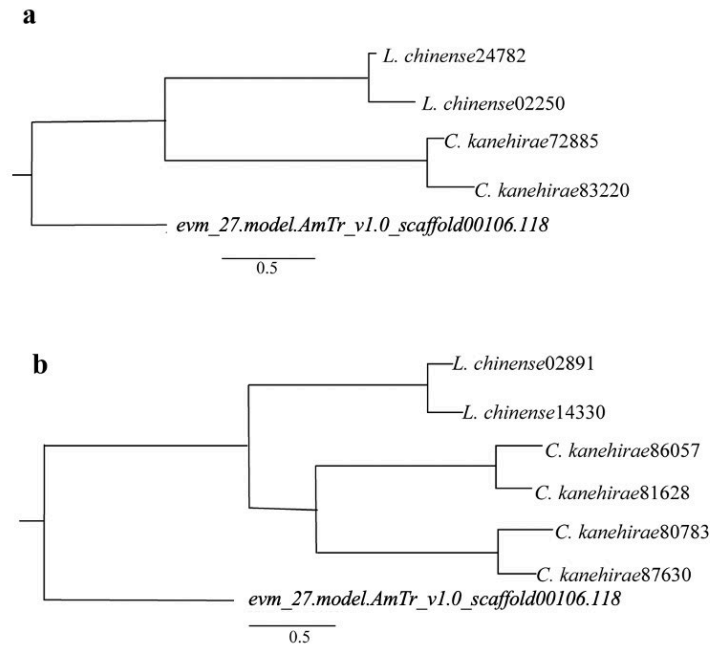 a
L. chinense24782
L. chinense02250
C. kanehirae72885
C. kanehirae83220
evm_27.model.AmTr_v1.0_scaffold00106.118
0.5
b
L. chinense02891
L. chinense14330
C. kanehirae86057
C. kanehirae81628
C. kanehirae80783
C. kanehirae87630
evm_27.model.AmTr_v1.0_scaffold00106.118
0.5